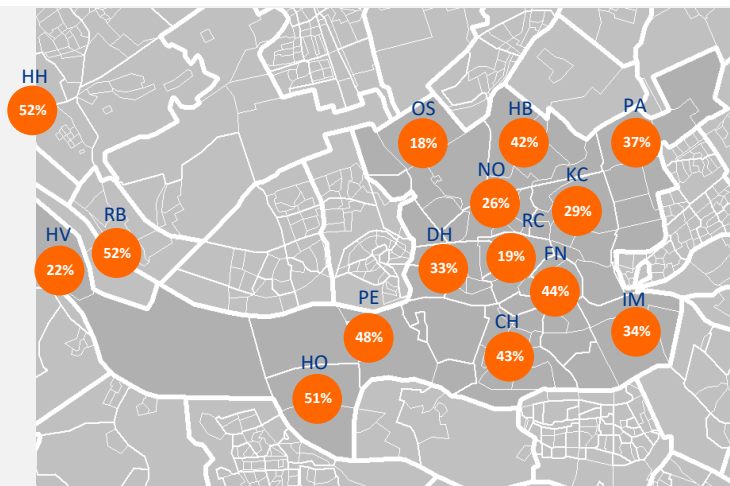 HH
52%
OS
18%
HB
42%
PA
37%
NO
26%
KC
29%
RB
52%
HV
22%
DH
33%
RC
19%
FN
44%
PE
48%
CH
43%
IM
34%
HO
51%